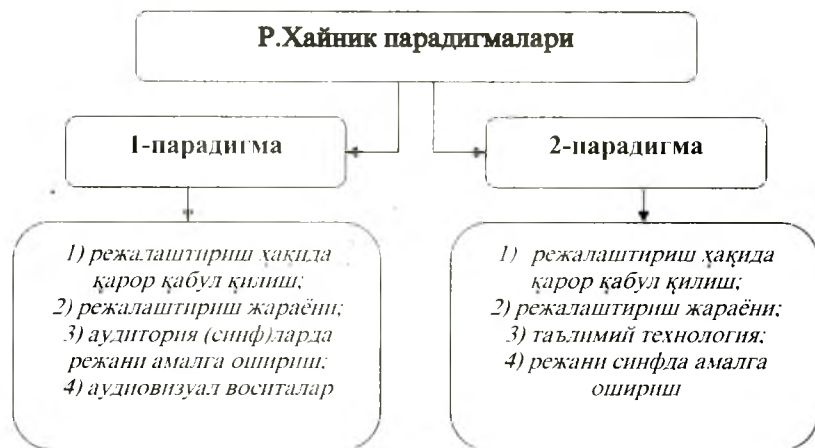 Р.Хайник парадигмалари
1-парадигма
1) режалаштириш ҳақида
қарор қабул қилиш;
2) режалаштириш жараёни;
3) аудитория (синф)ларда
режани амалга ошириш;
4) аудиовизуал воситалар
2-парадигма
1) режалаштириш ҳақида
қарор қабул қилиш;
2) режалаштириш жараёни;
3) таълимий технология;
4) режани синфда амалга
ошириш